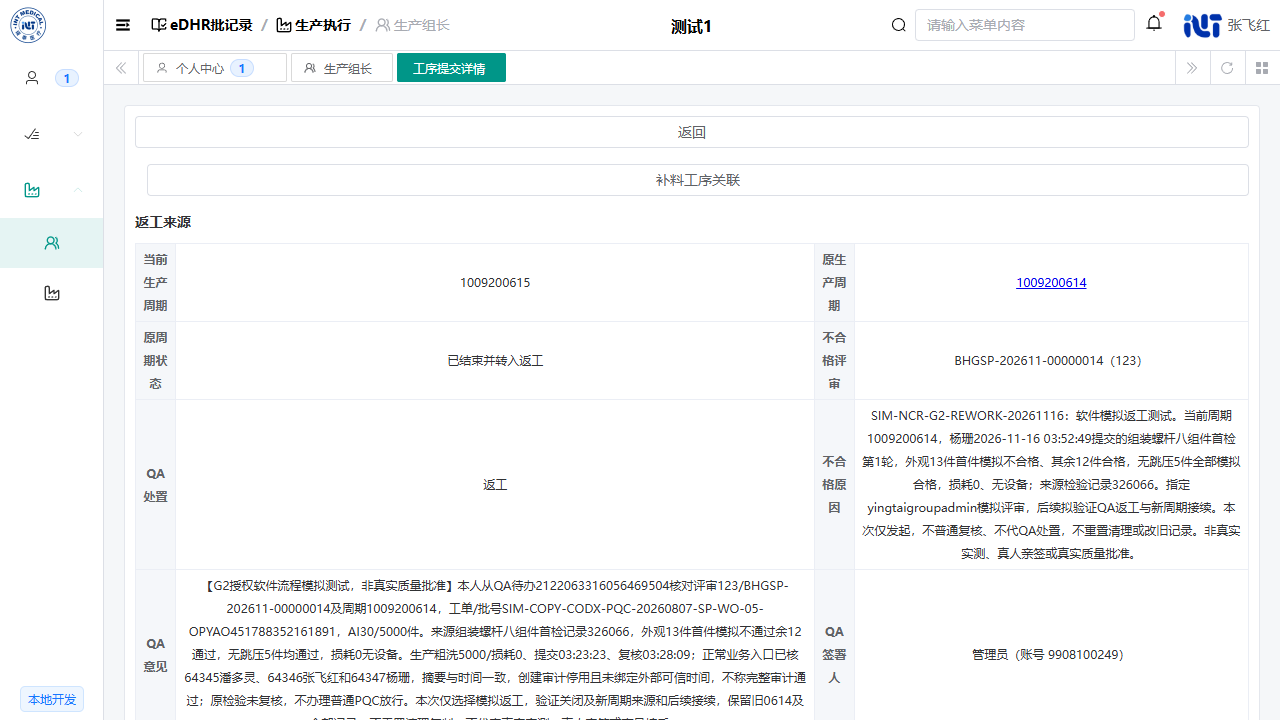 eDHR批记录 / 生产执行 / 生产组长
测试1
请输入菜单内容
张飞红
1
个人中心 1
生产组长
工序提交详情
返回
补料工序关联
返工来源
当前生产周期
1009200615
原生产周期
1009200614
原周期状态
已结束并转入返工
不合格评审
BHGSP-202611-00000014（123）
QA处置
返工
不合格原因
SIM-NCR-G2-REWORK-20261116：软件模拟返工测试。当前周期
1009200614，杨珊2026-11-16 03:52:49提交的组装螺杆八组件首检
第1轮，外观13件首件模拟不合格、其余12件合格，无跳压5件全部模拟
合格，损耗0、无设备；来源检验记录326066。指定
yingtaigroupadmin模拟评审，后续拟验证QA返工与新周期接续。本
次仅发起，不普通复核、不代QA处置，不重置清理或改旧记录。非真实
实测、真人亲签或真实质量批准。
QA意见
【G2授权软件流程模拟测试，非真实质量批准】本人从QA待办2122063316056469504核对评审123/BHGSP-
202611-00000014及周期1009200614，工单/批号SIM-COPY-CODX-PQC-20260807-SP-WO-05-
OPYAO451788352161891，AI30/5000件。来源组装螺杆八组件首检记录326066，外观13件首件模拟不通过余12
通过，无跳压5件均通过，损耗0无设备。生产粗洗5000/损耗0、提交03:23:23、复核03:28:09；正常业务入口已核
64345潘多灵、64346张飞红和64347杨珊，摘要与时间一致，创建审计停用且未绑定外部可信时间，不称完整审计通
过；原检验未复核，不办理普通PQC放行。本次仅选择模拟返工，验证关闭及新周期来源和后续接续，保留旧0614及
QA签署人
管理员（账号 9908100249）
本地开发